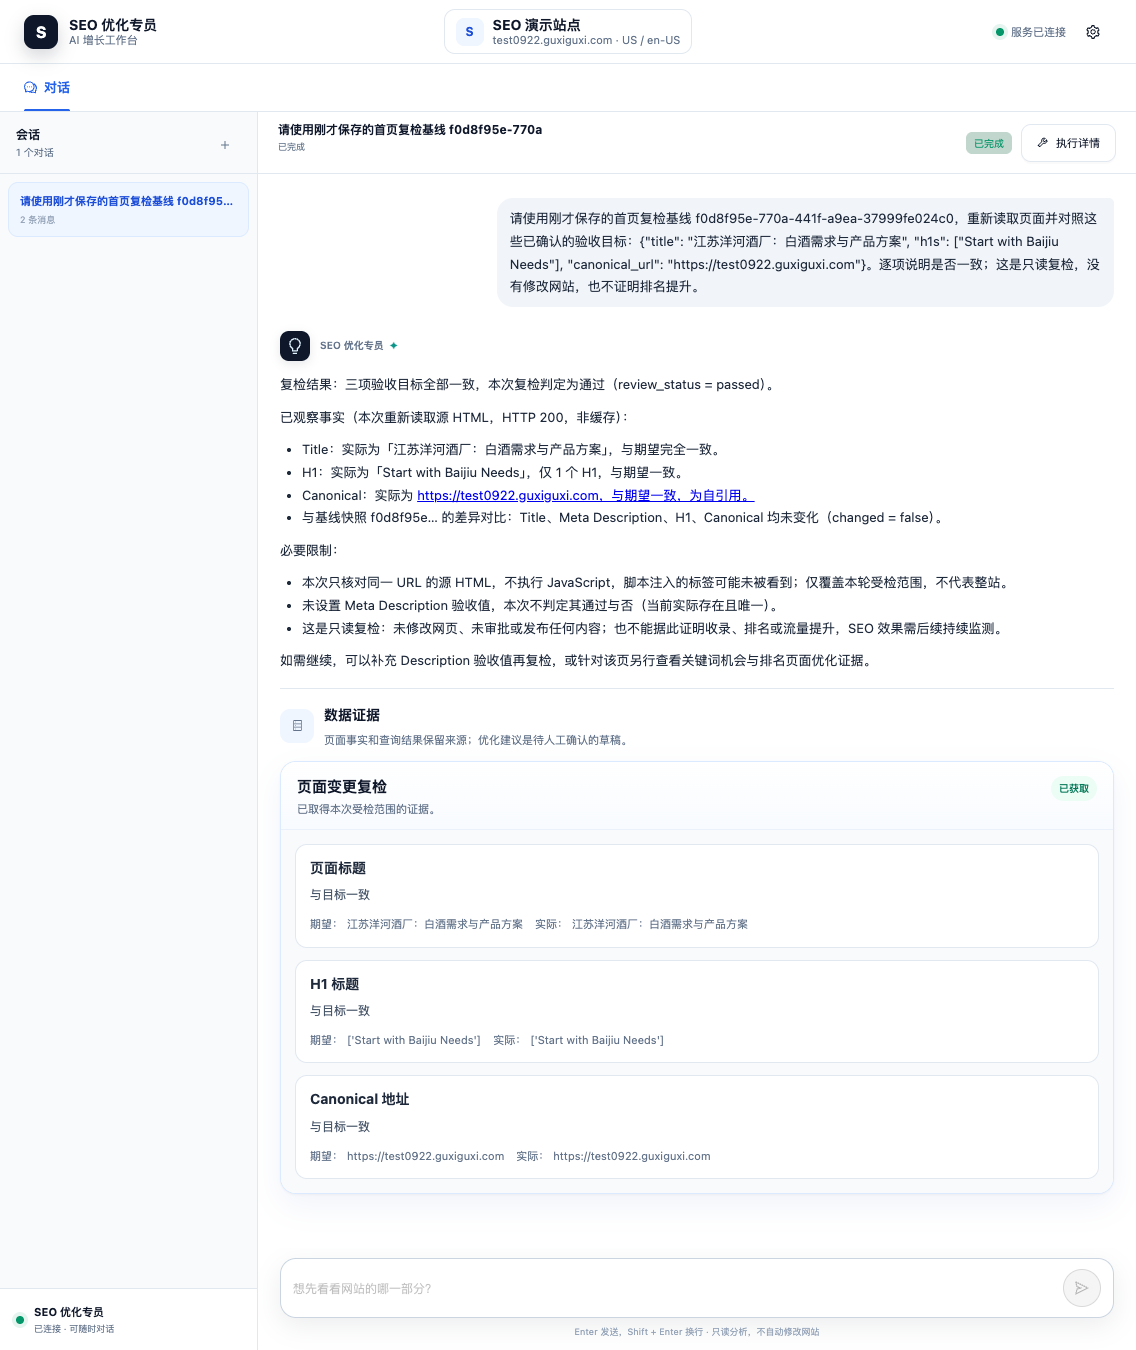 S
SEO 优化专员
AI 增长工作台
S
SEO 演示站点
test0922.guxiguxi.com · US / en-US
服务已连接
对话
会话
1 个对话
+
请使用刚才保存的首页复检基线 f0d8f95...
2 条消息
请使用刚才保存的首页复检基线 f0d8f95e-770a
已完成
已完成
执行详情
请使用刚才保存的首页复检基线 f0d8f95e-770a-441f-a9ea-37999fe024c0，重新读取页面并对照这
些已确认的验收目标：{"title": "江苏洋河酒厂：白酒需求与产品方案", "h1s": ["Start with Baijiu
Needs"], "canonical_url": "https://test0922.guxiguxi.com"}。逐项说明是否一致；这是只读复检，没
有修改网站，也不证明排名提升。
SEO 优化专员
复检结果：三项验收目标全部一致，本次复检判定为通过（review_status = passed）。
已观察事实（本次重新读取源 HTML，HTTP 200，非缓存）：
• Title：实际为「江苏洋河酒厂：白酒需求与产品方案」，与期望完全一致。
• H1：实际为「Start with Baijiu Needs」，仅 1 个 H1，与期望一致。
• Canonical：实际为 https://test0922.guxiguxi.com，与期望一致，为自引用。
• 与基线快照 f0d8f95e... 的差异对比：Title、Meta Description、H1、Canonical 均未变化（changed = false）。
必要限制：
• 本次只核对同一 URL 的源 HTML，不执行 JavaScript，脚本注入的标签可能未被看到；仅覆盖本轮受检范围，不代表整站。
• 未设置 Meta Description 验收值，本次不判定其通过与否（当前实际存在且唯一）。
• 这是只读复检：未修改网页、未审批或发布任何内容；也不能据此证明收录、排名或流量提升，SEO 效果需后续持续监测。
如需继续，可以补充 Description 验收值再复检，或针对该页另行查看关键词机会与排名页面优化证据。
数据证据
页面事实和查询结果保留来源；优化建议是待人工确认的草稿。
页面变更复检
已取得本次受检范围的证据。
已获取
页面标题
与目标一致
期望： 江苏洋河酒厂：白酒需求与产品方案 实际： 江苏洋河酒厂：白酒需求与产品方案
H1 标题
与目标一致
期望： ['Start with Baijiu Needs'] 实际： ['Start with Baijiu Needs']
Canonical 地址
与目标一致
期望： https://test0922.guxiguxi.com 实际： https://test0922.guxiguxi.com
想先看看网站的哪一部分?
Enter 发送，Shift + Enter 换行 · 只读分析，不自动修改网站
SEO 优化专员
已连接 · 可随时对话